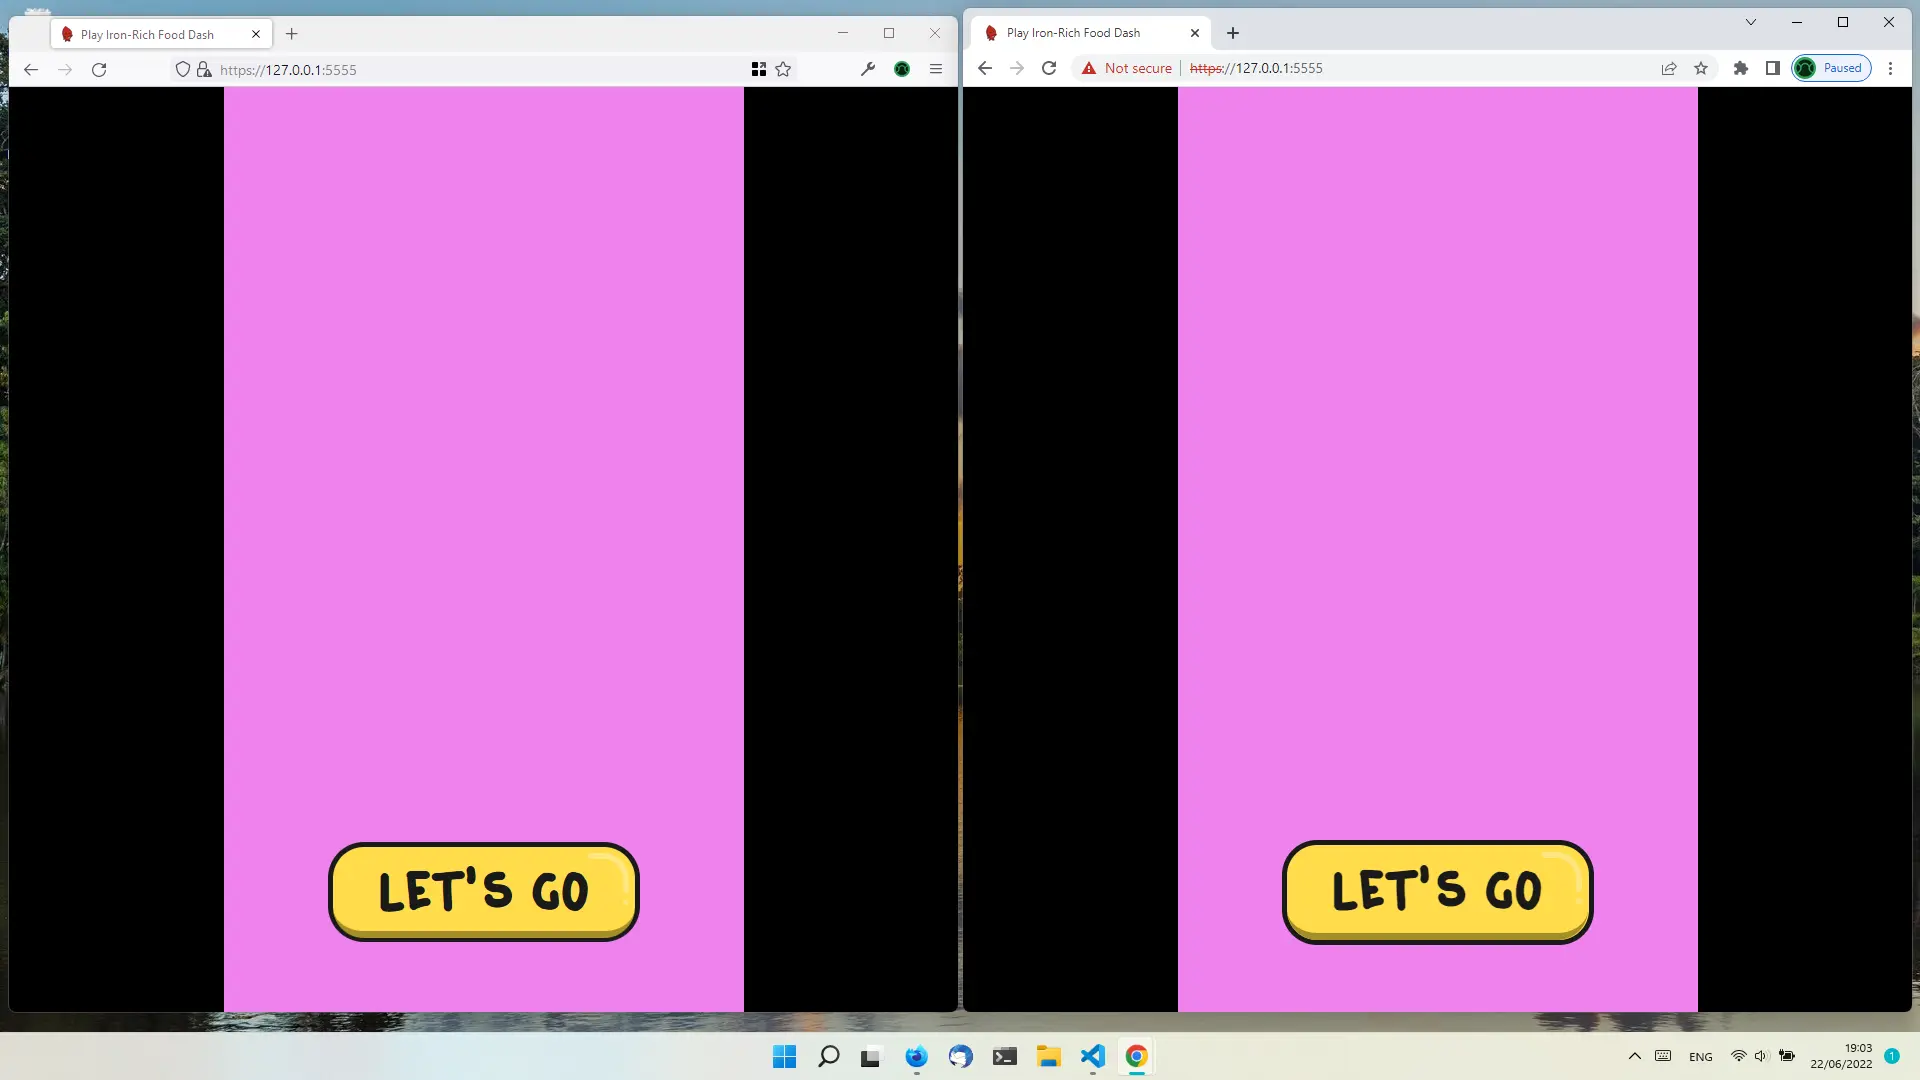 Play Iron-Rich Food Dash
https://127.0.0.1:5555
LET'S GO
Play Iron-Rich Food Dash
Not secure
https://127.0.0.1:5555
Paused
LET'S GO
ENG
19:03
22/06/2022
1